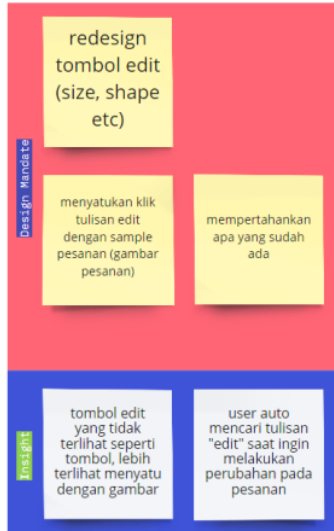 redesign
tombol edit
(size, shape
etc)
Design Mandate
menyatukan klik
tulisan edit
dengan sample
pesanan (gambar
pesanan)
mempertahankan
apa yang sudah
ada
Insight
tombol edit
yang tidak
terlihat seperti
tombol, lebih
terlihat menyatu
dengan gambar
user auto
mencari tulisan
"edit" saat ingin
melakukan
perubahan pada
pesanan